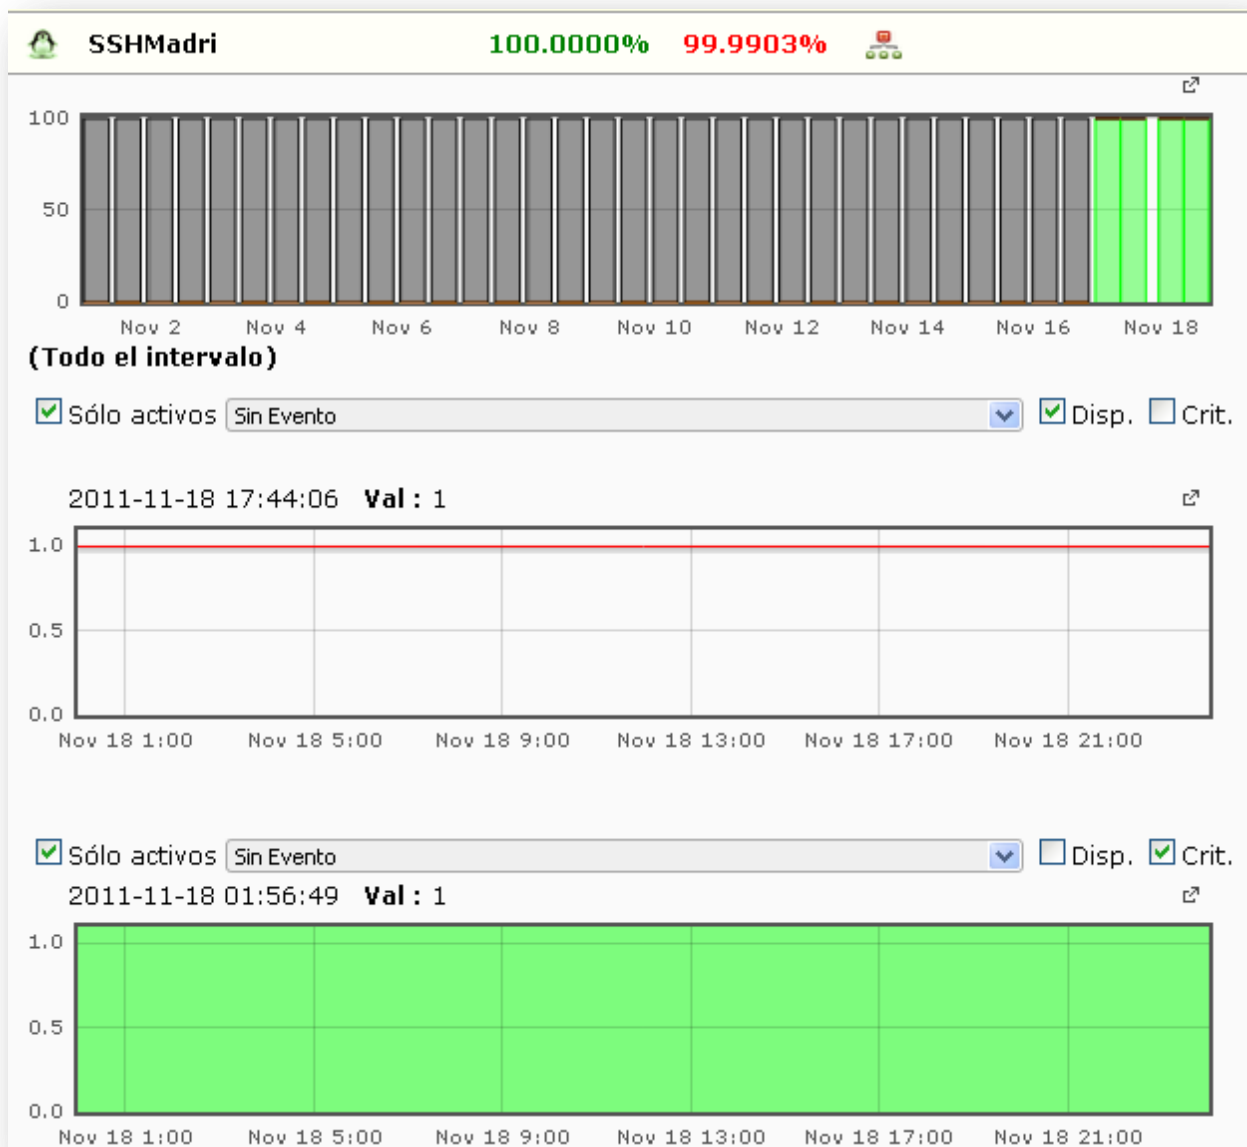 SSHMadri 100.0000% 99.9903%
100
50
0
Nov 2 Nov 4 Nov 6 Nov 8 Nov 10 Nov 12 Nov 14 Nov 16 Nov 18
(Todo el intervalo)
Sólo activos Sin Evento Disp. Crit.
2011-11-18 17:44:06 Val : 1
1.0
0.5
0.0
Nov 18 1:00 Nov 18 5:00 Nov 18 9:00 Nov 18 13:00 Nov 18 17:00 Nov 18 21:00
Sólo activos Sin Evento Disp. Crit.
2011-11-18 01:56:49 Val : 1
1.0
0.5
0.0
Nov 18 1:00 Nov 18 5:00 Nov 18 9:00 Nov 18 13:00 Nov 18 17:00 Nov 18 21:00